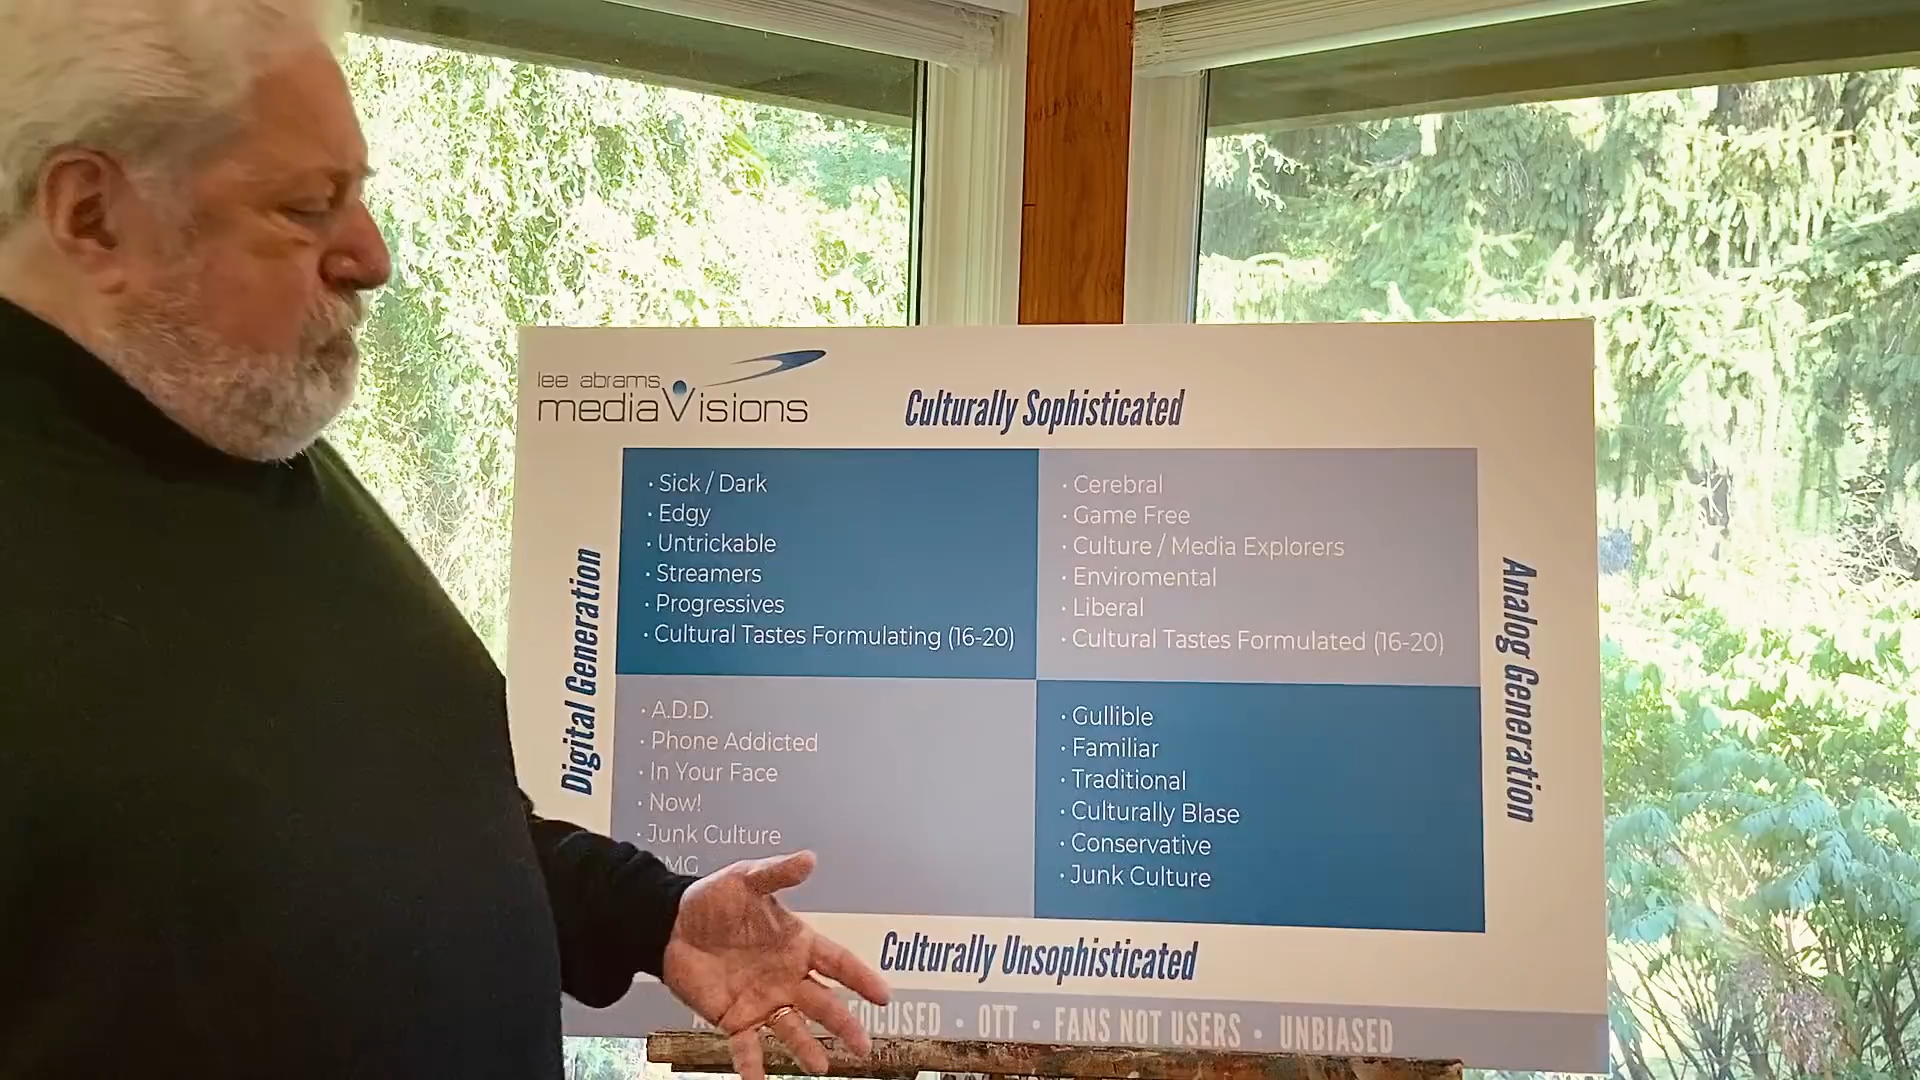 lee abrams
mediaVisions
Culturally Sophisticated
Digital Generation
· Sick / Dark
· Edgy
· Untrickable
· Streamers
· Progressives
· Cultural Tastes Formulating (16-20)
· Cerebral
· Game Free
· Culture / Media Explorers
· Enviromental
· Liberal
· Cultural Tastes Formulated (16-20)
Analog Generation
· A.D.D.
· Phone Addicted
· In Your Face
· Now!
· Junk Culture
· Gullible
· Familiar
· Traditional
· Culturally Blase
· Conservative
· Junk Culture
Culturally Unsophisticated
FOCUSED · OTT · FANS NOT USERS · UNBIASED